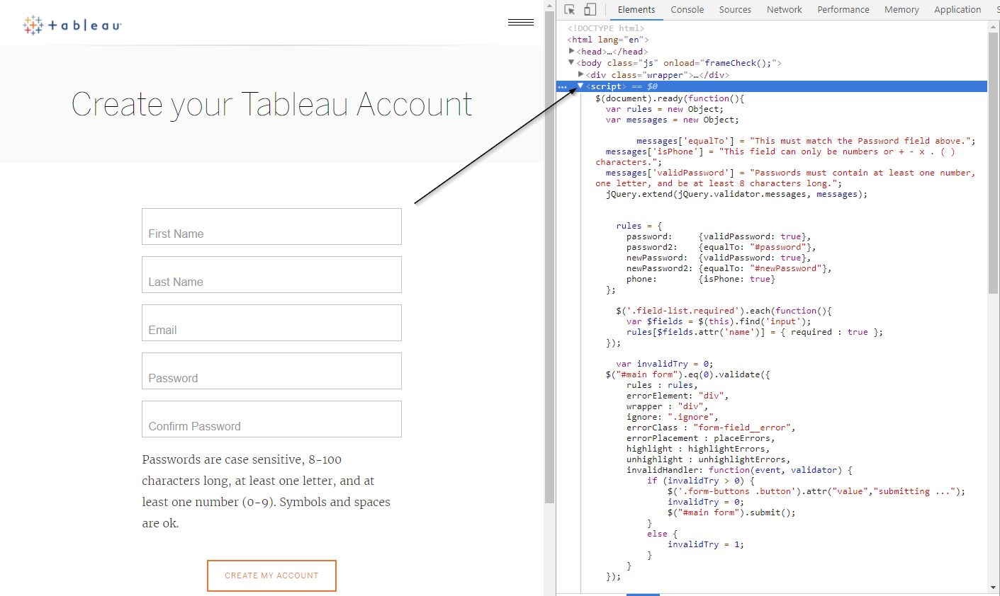 tableau
Create your Tableau Account
First Name
Last Name
Email
Password
Confirm Password
Passwords are case sensitive, 8-100
characters long, at least one letter, and at
least one number (0-9). Symbols and spaces
are ok.
CREATE MY ACCOUNT
Elements Console Sources Network Performance Memory Application
<!DOCTYPE html>
<html lang="en">
<head>…</head>
<body class="js" onload="frameCheck();">
<div class="wrapper">…</div>
... <script> == $0
$(document).ready(function(){
var rules = new Object;
var messages = new Object;
messages['equalTo'] = "This must match the Password field above.";
messages['isPhone'] = "This field can only be numbers or + - x . ( )
characters.";
messages['validPassword'] = "Passwords must contain at least one number,
one letter, and be at least 8 characters long.";
jQuery.extend(jQuery.validator.messages, messages);
rules = {
password: {validPassword: true},
password2: {equalTo: "#password"},
newPassword: {validPassword: true},
newPassword2: {equalTo: "#newPassword"},
phone: {isPhone: true}
};
$('.field-list.required').each(function(){
var $fields = $(this).find('input');
rules[$fields.attr('name')] = { required : true };
});
var invalidTry = 0;
$("#main form").eq(0).validate({
rules : rules,
errorElement: "div",
wrapper : "div",
ignore: ".ignore",
errorClass : "form-field__error",
errorPlacement : placeErrors,
highlight : highlightErrors,
unhighlight : unhighlightErrors,
invalidHandler: function(event, validator) {
if (invalidTry > 0) {
$('.form-buttons .button').attr("value","submitting ...");
invalidTry = 0;
$("#main form").submit();
}
else {
invalidTry = 1;
}
}
});